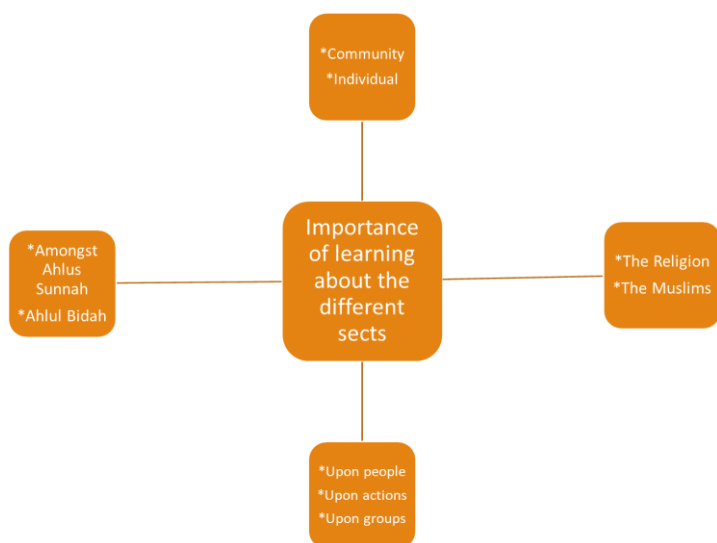 *Community
*Individual
Importance
of learning
about the
different
sects
*Amongst
Ahlus
Sunnah
*Ahlul Bidah
*The Religion
*The Muslims
*Upon people
*Upon actions
*Upon groups